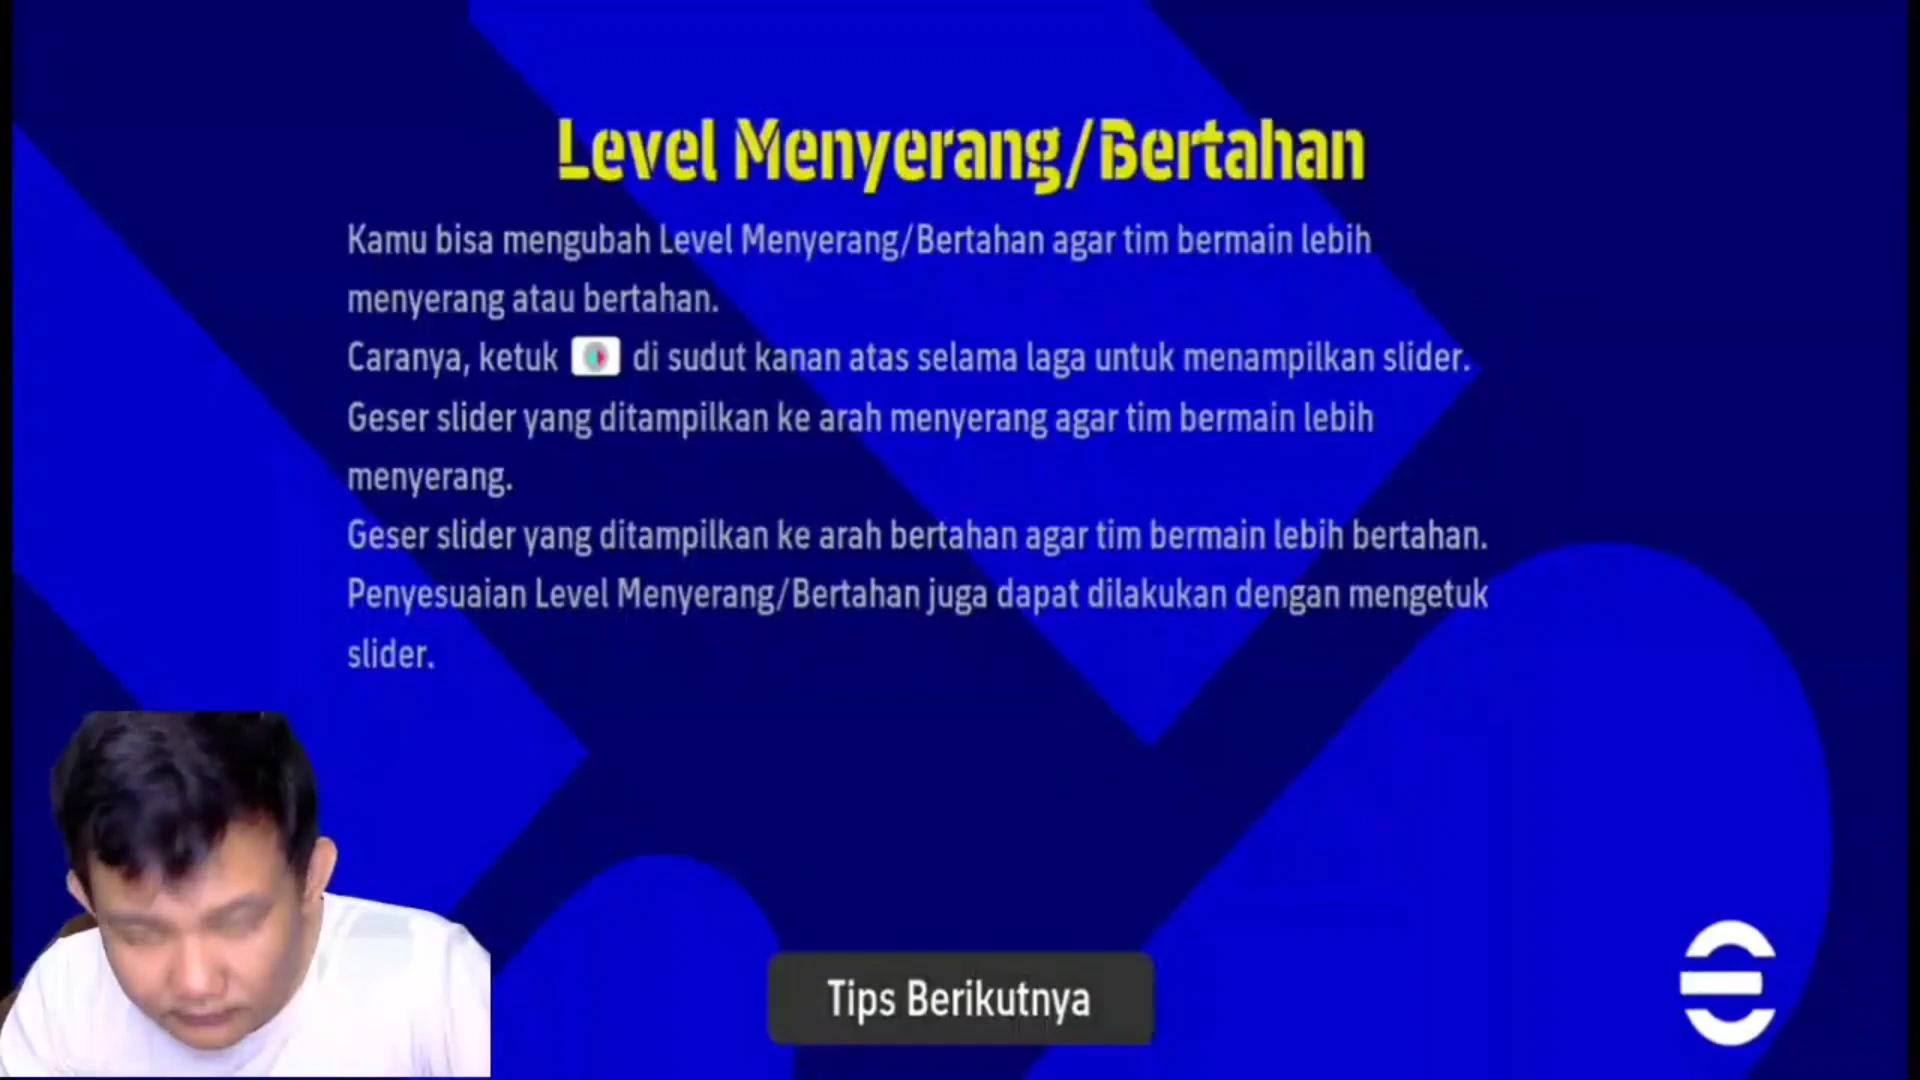 Level Menyerang/Bertahan
Kamu bisa mengubah Level Menyerang/Bertahan agar tim bermain lebih
menyerang atau bertahan.
Caranya, ketuk di sudut kanan atas selama laga untuk menampilkan slider.
Geser slider yang ditampilkan ke arah menyerang agar tim bermain lebih
menyerang.
Geser slider yang ditampilkan ke arah bertahan agar tim bermain lebih bertahan.
Penyesuaian Level Menyerang/Bertahan juga dapat dilakukan dengan mengetuk
slider.
Tips Berikutnya